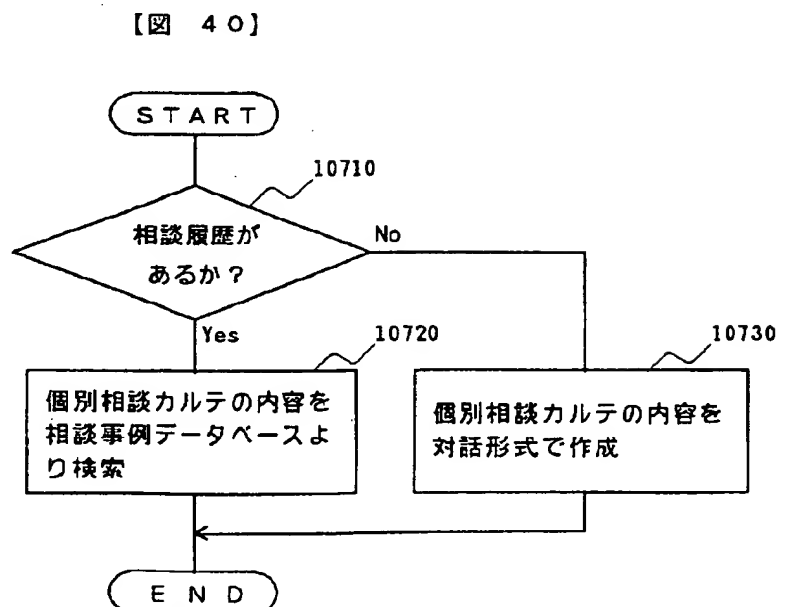 【図 40】
START
10710
相談履歴が
あるか?
No
Yes
10720
10730
個別相談カルテの内容を
相談事例データベースよ
り検索
個別相談カルテの内容を
対話形式で作成
END